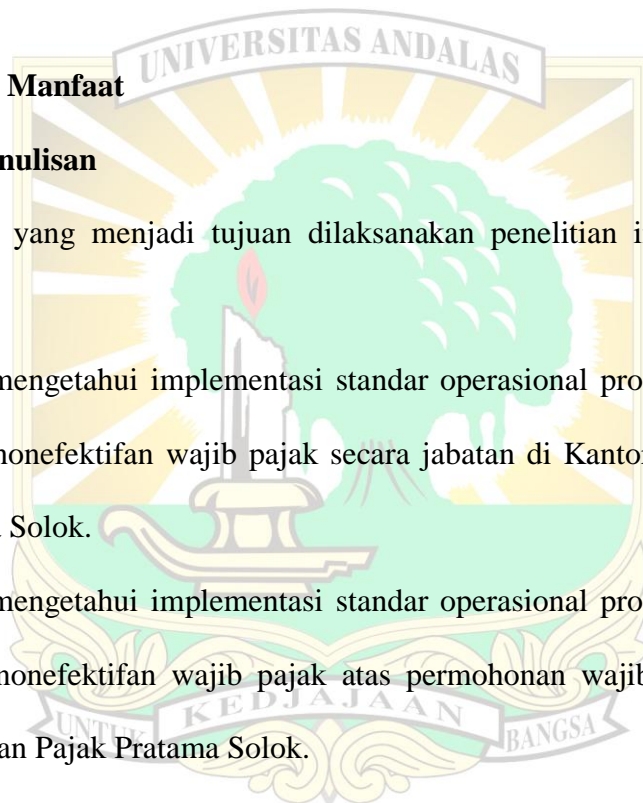 UNIVERSITAS ANDALAS
Manfaat
nulisan
yang menjadi tujuan dilaksanakan penelitian i
mengetahui implementasi standar operasional pro
nonefektifan wajib pajak secara jabatan di Kanto
Solok.
mengetahui implementasi standar operasional pro
nonefektifan wajib pajak atas permohonan wajib
UNTUK KEDJAJAAN BANGSA
an Pajak Pratama Solok.